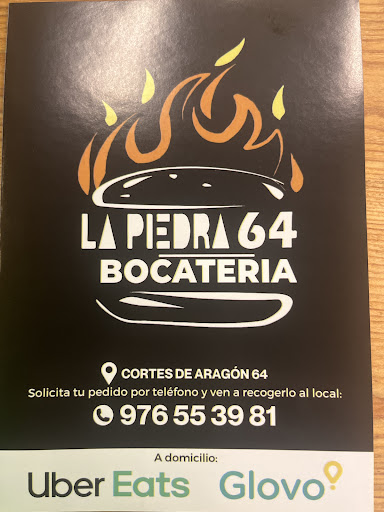 LA PIEDRA 64
BOCATERIA
CORTES DE ARAGÓN 64
Solicita tu pedido por teléfono y ven a recogerlo al local:
976 55 39 81
A domicilio:
Uber Eats Glovo